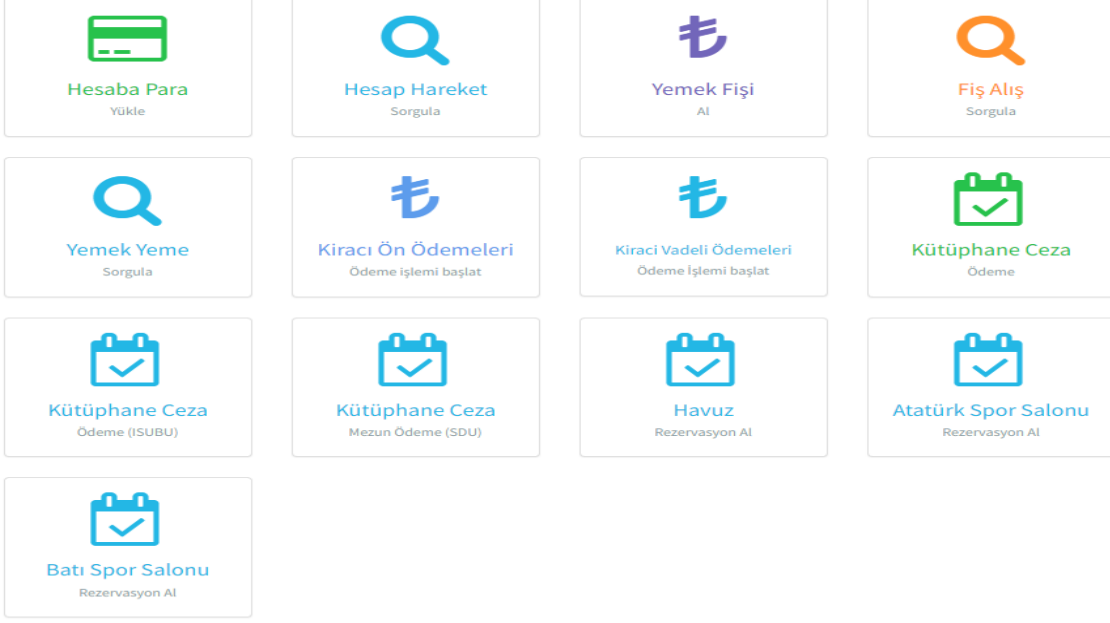 Hesaba Para
Yükle
Hesap Hareket
Sorgula
Yemek Fişi
Al
Fiş Alış
Sorgula
Yemek Yeme
Sorgula
Kiracı Ön Ödemeleri
Ödeme işlemi başlat
Kiraci Vadeli Ödemeleri
Ödeme İşlemi başlat
Kütüphane Ceza
Ödeme
Kütüphane Ceza
Ödeme (ISUBU)
Kütüphane Ceza
Mezun Ödeme (SDU)
Havuz
Rezervasyon Al
Atatürk Spor Salonu
Rezervasyon Al
Batı Spor Salonu
Rezervasyon Al